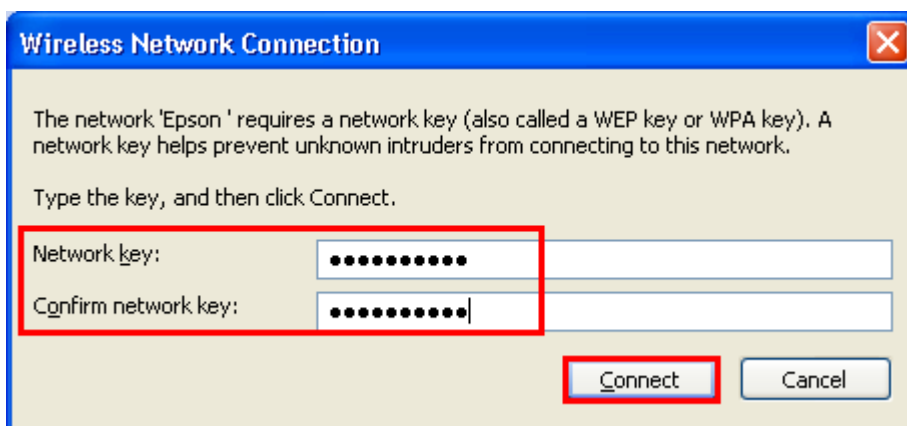 Wireless Network Connection
The network 'Epson ' requires a network key (also called a WEP key or WPA key). A
network key helps prevent unknown intruders from connecting to this network.
Type the key, and then click Connect.
Network key: ●●●●●●●●●●
Confirm network key: ●●●●●●●●●●
Connect Cancel